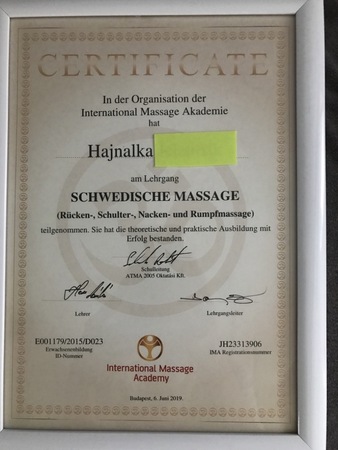 CERTIFICATE
In der Organisation der
International Massage Akademie
hat
Hajnalka
am Lehrgang
SCHWEDISCHE MASSAGE
(Rücken-, Schulter-, Nacken- und Rumpfmassage)
teilgenommen. Sie hat die theoretische und praktische Ausbildung mit
Erfolg bestanden.
Schulleitung
ATMA 2005 Oktatási Kft.
Lehrer
Lehrgangsleiter
E001179/2015/D023
Erwachsenenbildung
ID-Nummer
JH23313906
IMA Registrationsnummer
International Massage
Academy
Budapest, 6. Juni 2019